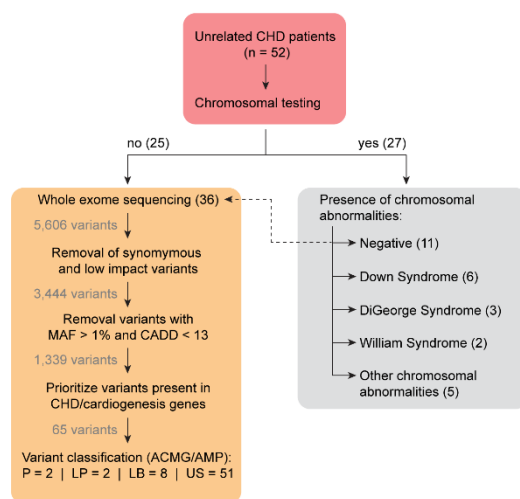 Unrelated CHD patients
(n = 52)
Chromosomal testing
no (25)
yes (27)
Whole exome sequencing (36)
5,606 variants
Removal of synomymous
and low impact variants
3,444 variants
Removal variants with
MAF > 1% and CADD < 13
1,339 variants
Prioritize variants present in
CHD/cardiogenesis genes
65 variants
Variant classification (ACMG/AMP):
P = 2 | LP = 2 | LB = 8 | US = 51
Presence of chromosomal
abnormalities:
Negative (11)
Down Syndrome (6)
DiGeorge Syndrome (3)
William Syndrome (2)
Other chromosomal
abnormalities (5)